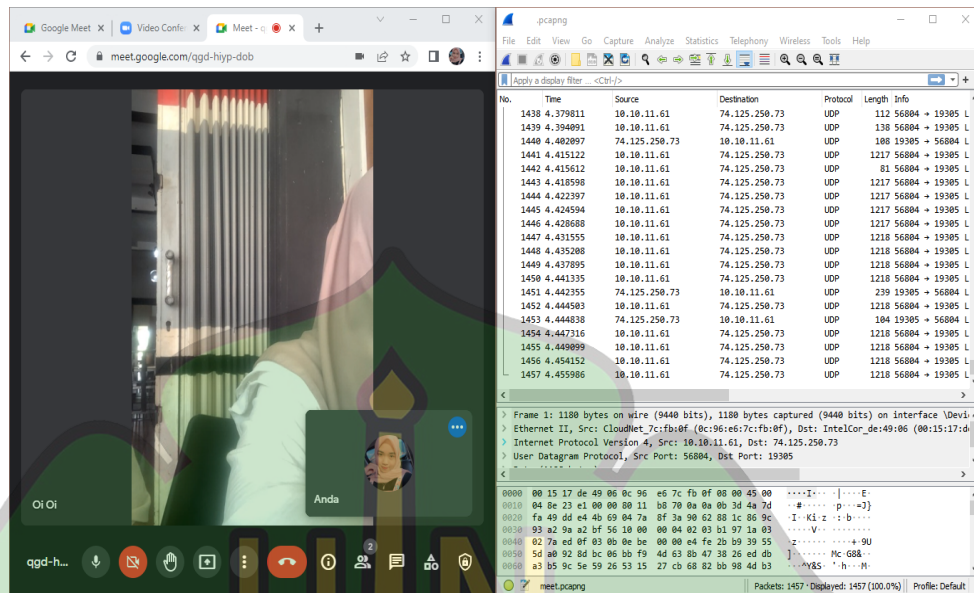 Google Meet
Video Confe
Meet - q
meet.google.com/qgd-hiyp-dob
Oi Oi
Anda
qgd-h...
2
.pcapng
File Edit View Go Capture Analyze Statistics Telephony Wireless Tools Help
Apply a display filter ... <Ctrl-/>
No. Time Source Destination Protocol Length Info
1438 4.379811 10.10.11.61 74.125.250.73 UDP 112 56804 → 19305 L
1439 4.394091 10.10.11.61 74.125.250.73 UDP 138 56804 → 19305 L
1440 4.402097 74.125.250.73 10.10.11.61 UDP 108 19305 → 56804 L
1441 4.415122 10.10.11.61 74.125.250.73 UDP 1217 56804 → 19305 L
1442 4.415612 10.10.11.61 74.125.250.73 UDP 81 56804 → 19305 L
1443 4.418598 10.10.11.61 74.125.250.73 UDP 1217 56804 → 19305 L
1444 4.422397 10.10.11.61 74.125.250.73 UDP 1217 56804 → 19305 L
1445 4.424594 10.10.11.61 74.125.250.73 UDP 1217 56804 → 19305 L
1446 4.428688 10.10.11.61 74.125.250.73 UDP 1217 56804 → 19305 L
1447 4.431555 10.10.11.61 74.125.250.73 UDP 1218 56804 → 19305 L
1448 4.435208 10.10.11.61 74.125.250.73 UDP 1218 56804 → 19305 L
1449 4.437895 10.10.11.61 74.125.250.73 UDP 1218 56804 → 19305 L
1450 4.441335 10.10.11.61 74.125.250.73 UDP 1218 56804 → 19305 L
1451 4.442355 74.125.250.73 10.10.11.61 UDP 239 19305 → 56804 L
1452 4.444503 10.10.11.61 74.125.250.73 UDP 1218 56804 → 19305 L
1453 4.444838 74.125.250.73 10.10.11.61 UDP 104 19305 → 56804 L
1454 4.447316 10.10.11.61 74.125.250.73 UDP 1218 56804 → 19305 L
1455 4.449099 10.10.11.61 74.125.250.73 UDP 1218 56804 → 19305 L
1456 4.454152 10.10.11.61 74.125.250.73 UDP 1218 56804 → 19305 L
1457 4.455986 10.10.11.61 74.125.250.73 UDP 1218 56804 → 19305 L
> Frame 1: 1180 bytes on wire (9440 bits), 1180 bytes captured (9440 bits) on interface \Devi
> Ethernet II, Src: CloudNet_7c:fb:0f (0c:96:e6:7c:fb:0f), Dst: IntelCor_de:49:06 (00:15:17:d
> Internet Protocol Version 4, Src: 10.10.11.61, Dst: 74.125.250.73
> User Datagram Protocol, Src Port: 56804, Dst Port: 19305
0000 00 15 17 de 49 06 0c 96 e6 7c fb 0f 08 00 45 00 ····I··· ·|····E·
0010 04 8e 23 e1 00 00 80 11 b8 70 0a 0a 0b 3d 4a 7d ··#····· ·p···=J}
0020 fa 49 dd e4 4b 69 04 7a 8f 3a 90 62 88 1c 86 9c ·I··Ki·z ·:·b····
0030 93 a2 9a a2 bf 56 10 00 00 04 02 03 b1 97 1a 03 ·····V·· ········
0040 02 7a ed 0f 03 0b 0e be 00 00 e4 fe 2b b9 39 55 ·z······ ····+·9U
0050 5d a0 92 8d bc 06 bb f9 4d 63 8b 47 38 26 ed db ]······· Mc·G8&··
0060 a3 b5 9c 5e 59 26 53 15 27 cb 68 82 bb 98 4d b3 ···^Y&S· '·h···M·
meet.pcapng
Packets: 1457 · Displayed: 1457 (100.0%)
Profile: Default
UIN